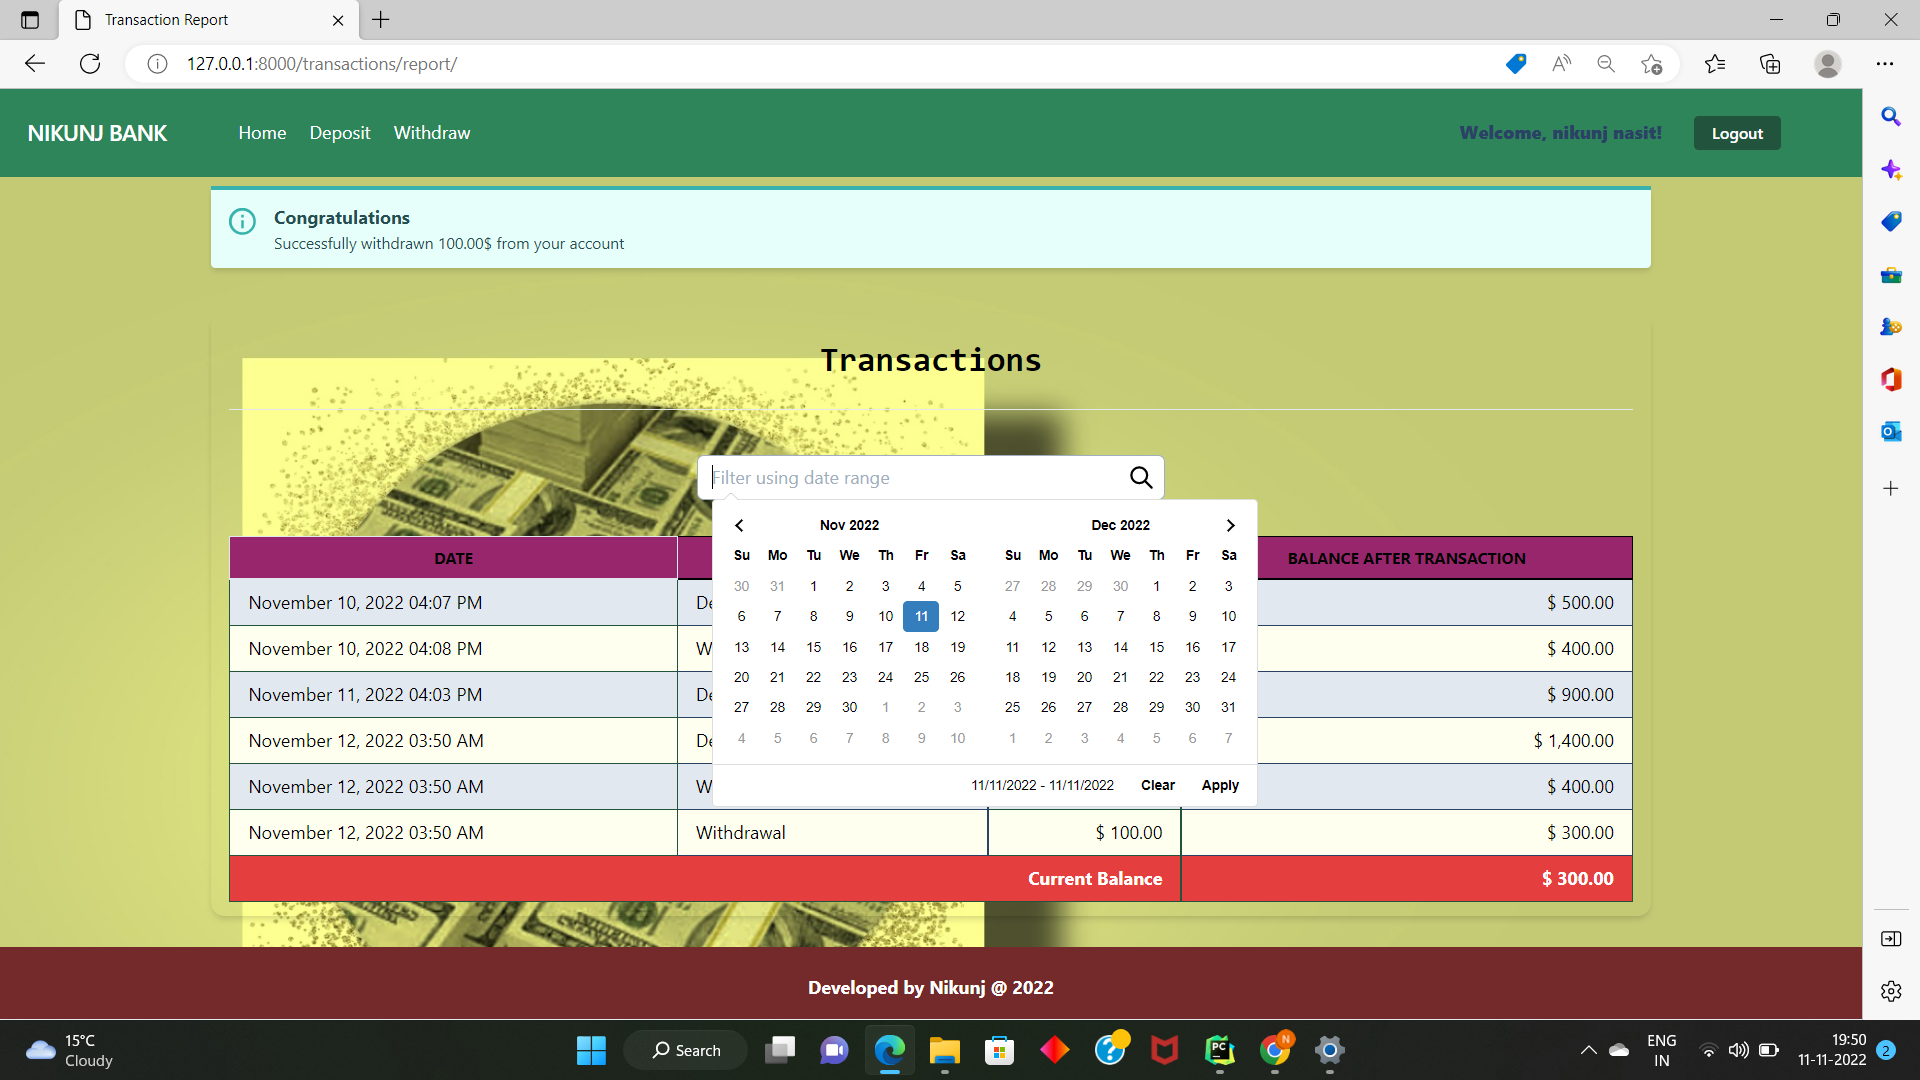 Transaction Report
127.0.0.1:8000/transactions/report/
NIKUNJ BANK Home Deposit Withdraw Welcome, nikunj nasit! Logout
Congratulations
Successfully withdrawn 100.00$ from your account
Transactions
Filter using date range
Nov 2022 Dec 2022
Su Mo Tu We Th Fr Sa Su Mo Tu We Th Fr Sa
30 31 1 2 3 4 5 27 28 29 30 1 2 3
6 7 8 9 10 11 12 4 5 6 7 8 9 10
13 14 15 16 17 18 19 11 12 13 14 15 16 17
20 21 22 23 24 25 26 18 19 20 21 22 23 24
27 28 29 30 1 2 3 25 26 27 28 29 30 31
4 5 6 7 8 9 10 1 2 3 4 5 6 7
11/11/2022 - 11/11/2022 Clear Apply
DATE BALANCE AFTER TRANSACTION
November 10, 2022 04:07 PM De $ 500.00
November 10, 2022 04:08 PM W $ 400.00
November 11, 2022 04:03 PM De $ 900.00
November 12, 2022 03:50 AM De $ 1,400.00
November 12, 2022 03:50 AM W $ 400.00
November 12, 2022 03:50 AM Withdrawal $ 100.00 $ 300.00
Current Balance $ 300.00
Developed by Nikunj @ 2022
15°C
Cloudy
Search
ENG
IN
19:50
11-11-2022
2